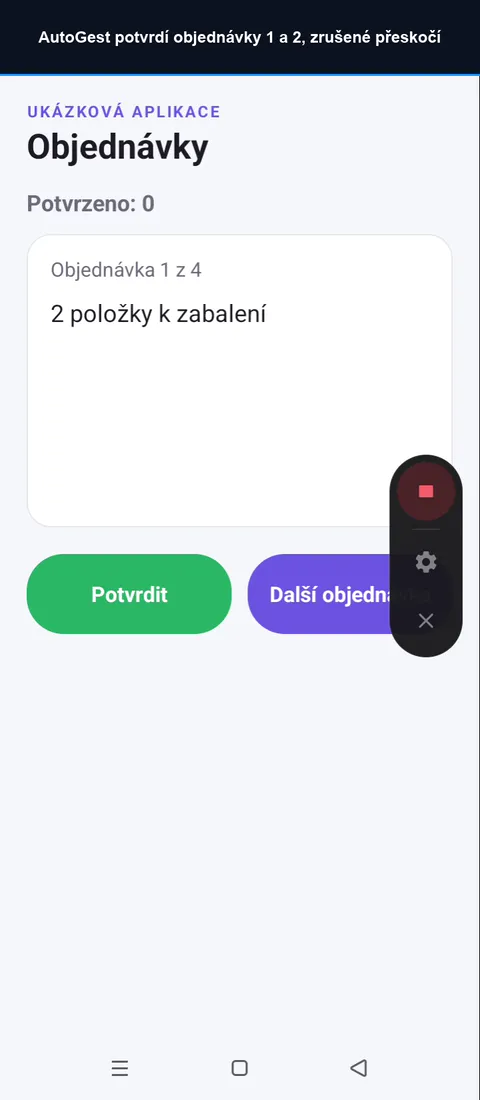 AutoGest potvrdí objednávky 1 a 2, zrušené přeskočí
UKÁZKOVÁ APLIKACE
Objednávky
Potvrzeno: 0
Objednávka 1 z 4
2 položky k zabalení
Potvrdit
Další